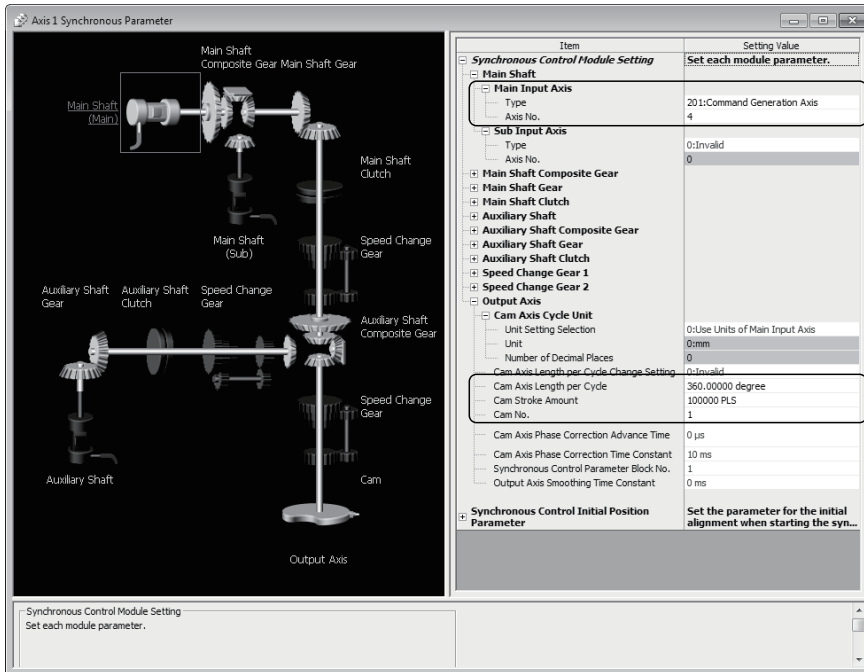 Axis 1 Synchronous Parameter
Main Shaft
Composite Gear Main Shaft Gear
Main Shaft
(Main)
Main Shaft
Clutch
Main Shaft
(Sub)
Speed Change
Gear
Auxiliary Shaft
Gear
Auxiliary Shaft
Clutch
Speed Change
Gear
Auxiliary Shaft
Composite Gear
Speed Change
Gear
Auxiliary Shaft
Cam
Output Axis
Item Setting Value
Synchronous Control Module Setting Set each module parameter.
Main Shaft
Main Input Axis
Type 201:Command Generation Axis
Axis No. 4
Sub Input Axis
Type 0:Invalid
Axis No. 0
Main Shaft Composite Gear
Main Shaft Gear
Main Shaft Clutch
Auxiliary Shaft
Auxiliary Shaft Composite Gear
Auxiliary Shaft Gear
Auxiliary Shaft Clutch
Speed Change Gear 1
Speed Change Gear 2
Output Axis
Cam Axis Cycle Unit
Unit Setting Selection 0:Use Units of Main Input Axis
Unit 0:mm
Number of Decimal Places 0
Cam Axis Length per Cycle Change Setting 0:Invalid
Cam Axis Length per Cycle 360.00000 degree
Cam Stroke Amount 100000 PLS
Cam No. 1
Cam Axis Phase Correction Advance Time 0 µs
Cam Axis Phase Correction Time Constant 10 ms
Synchronous Control Parameter Block No. 1
Output Axis Smoothing Time Constant 0 ms
Synchronous Control Initial Position Set the parameter for the initial
Parameter alignment when starting the syn...
Synchronous Control Module Setting
Set each module parameter.